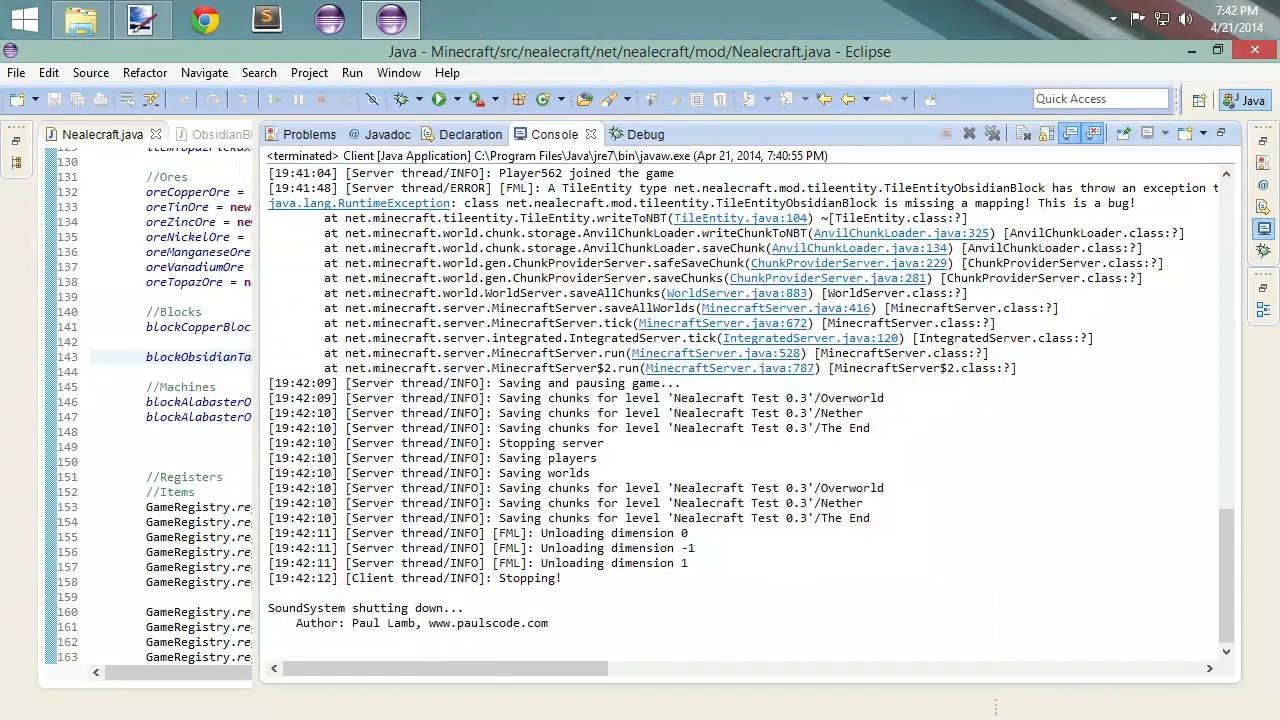 7:42 PM
4/21/2014
Java - Minecraft/src/nealecraft/net/nealecraft/mod/Nealecraft.java - Eclipse
File Edit Source Refactor Navigate Search Project Run Window Help
Quick Access
Java
Nealecraft.java
ObsidianBl
Problems
@ Javadoc
Declaration
Console
Debug
<terminated> Client [Java Application] C:\Program Files\Java\jre7\bin\javaw.exe (Apr 21, 2014, 7:40:55 PM)
130
131 //Ores
132 oreCopperOre =
133 oreTinOre = new
134 oreZincOre = new
135 oreNickelOre =
136 oreManganeseOre
137 oreVanadiumOre
138 oreTopazOre = n
139
140 //Blocks
141 blockCopperBloc
142
143 blockObsidianTa
144
145 //Machines
146 blockAlabasterO
147 blockAlabasterO
148
149
150
151 //Registers
152 //Items
153 GameRegistry.re
154 GameRegistry.re
155 GameRegistry.re
156 GameRegistry.re
157 GameRegistry.re
158 GameRegistry.re
159
160 GameRegistry.re
161 GameRegistry.re
162 GameRegistry.re
163 GameRegistry.re
[19:41:04] [Server thread/INFO]: Player562 joined the game
[19:41:48] [Server thread/ERROR] [FML]: A TileEntity type net.nealecraft.mod.tileentity.TileEntityObsidianBlock has throw an exception t
java.lang.RuntimeException: class net.nealecraft.mod.tileentity.TileEntityObsidianBlock is missing a mapping! This is a bug!
at net.minecraft.tileentity.TileEntity.writeToNBT(TileEntity.java:104) ~[TileEntity.class:?]
at net.minecraft.world.chunk.storage.AnvilChunkLoader.writeChunkToNBT(AnvilChunkLoader.java:325) [AnvilChunkLoader.class:?]
at net.minecraft.world.chunk.storage.AnvilChunkLoader.saveChunk(AnvilChunkLoader.java:134) [AnvilChunkLoader.class:?]
at net.minecraft.world.gen.ChunkProviderServer.safeSaveChunk(ChunkProviderServer.java:229) [ChunkProviderServer.class:?]
at net.minecraft.world.gen.ChunkProviderServer.saveChunks(ChunkProviderServer.java:281) [ChunkProviderServer.class:?]
at net.minecraft.world.WorldServer.saveAllChunks(WorldServer.java:883) [WorldServer.class:?]
at net.minecraft.server.MinecraftServer.saveAllWorlds(MinecraftServer.java:416) [MinecraftServer.class:?]
at net.minecraft.server.MinecraftServer.tick(MinecraftServer.java:672) [MinecraftServer.class:?]
at net.minecraft.server.integrated.IntegratedServer.tick(IntegratedServer.java:120) [IntegratedServer.class:?]
at net.minecraft.server.MinecraftServer.run(MinecraftServer.java:528) [MinecraftServer.class:?]
at net.minecraft.server.MinecraftServer$2.run(MinecraftServer.java:787) [MinecraftServer$2.class:?]
[19:42:09] [Server thread/INFO]: Saving and pausing game...
[19:42:09] [Server thread/INFO]: Saving chunks for level 'Nealecraft Test 0.3'/Overworld
[19:42:10] [Server thread/INFO]: Saving chunks for level 'Nealecraft Test 0.3'/Nether
[19:42:10] [Server thread/INFO]: Saving chunks for level 'Nealecraft Test 0.3'/The End
[19:42:10] [Server thread/INFO]: Stopping server
[19:42:10] [Server thread/INFO]: Saving players
[19:42:10] [Server thread/INFO]: Saving worlds
[19:42:10] [Server thread/INFO]: Saving chunks for level 'Nealecraft Test 0.3'/Overworld
[19:42:10] [Server thread/INFO]: Saving chunks for level 'Nealecraft Test 0.3'/Nether
[19:42:10] [Server thread/INFO]: Saving chunks for level 'Nealecraft Test 0.3'/The End
[19:42:11] [Server thread/INFO] [FML]: Unloading dimension 0
[19:42:11] [Server thread/INFO] [FML]: Unloading dimension -1
[19:42:11] [Server thread/INFO] [FML]: Unloading dimension 1
[19:42:12] [Client thread/INFO]: Stopping!
SoundSystem shutting down...
Author: Paul Lamb, www.paulscode.com